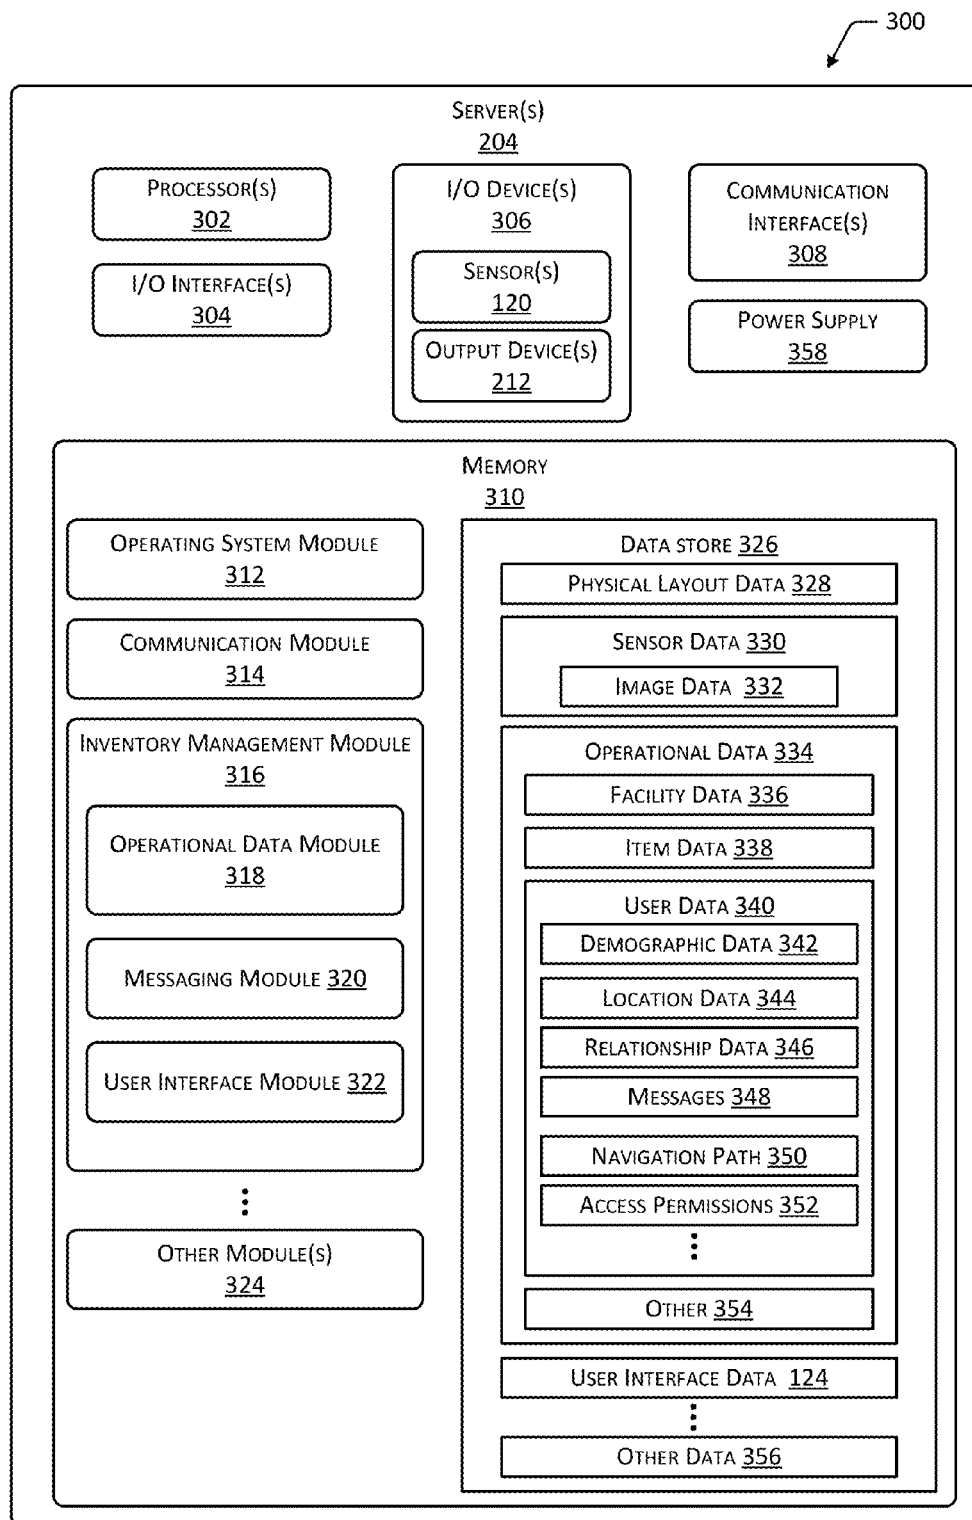 300
SERVER(S)
204
PROCESSOR(S)
302
I/O INTERFACE(S)
304
I/O DEVICE(S)
306
SENSOR(S)
120
OUTPUT DEVICE(S)
212
COMMUNICATION
INTERFACE(S)
308
POWER SUPPLY
358
MEMORY
310
OPERATING SYSTEM MODULE
312
COMMUNICATION MODULE
314
INVENTORY MANAGEMENT MODULE
316
OPERATIONAL DATA MODULE
318
MESSAGING MODULE 320
USER INTERFACE MODULE 322
OTHER MODULE(S)
324
DATA STORE 326
PHYSICAL LAYOUT DATA 328
SENSOR DATA 330
IMAGE DATA 332
OPERATIONAL DATA 334
FACILITY DATA 336
ITEM DATA 338
USER DATA 340
DEMOGRAPHIC DATA 342
LOCATION DATA 344
RELATIONSHIP DATA 346
MESSAGES 348
NAVIGATION PATH 350
ACCESS PERMISSIONS 352
OTHER 354
USER INTERFACE DATA 124
OTHER DATA 356